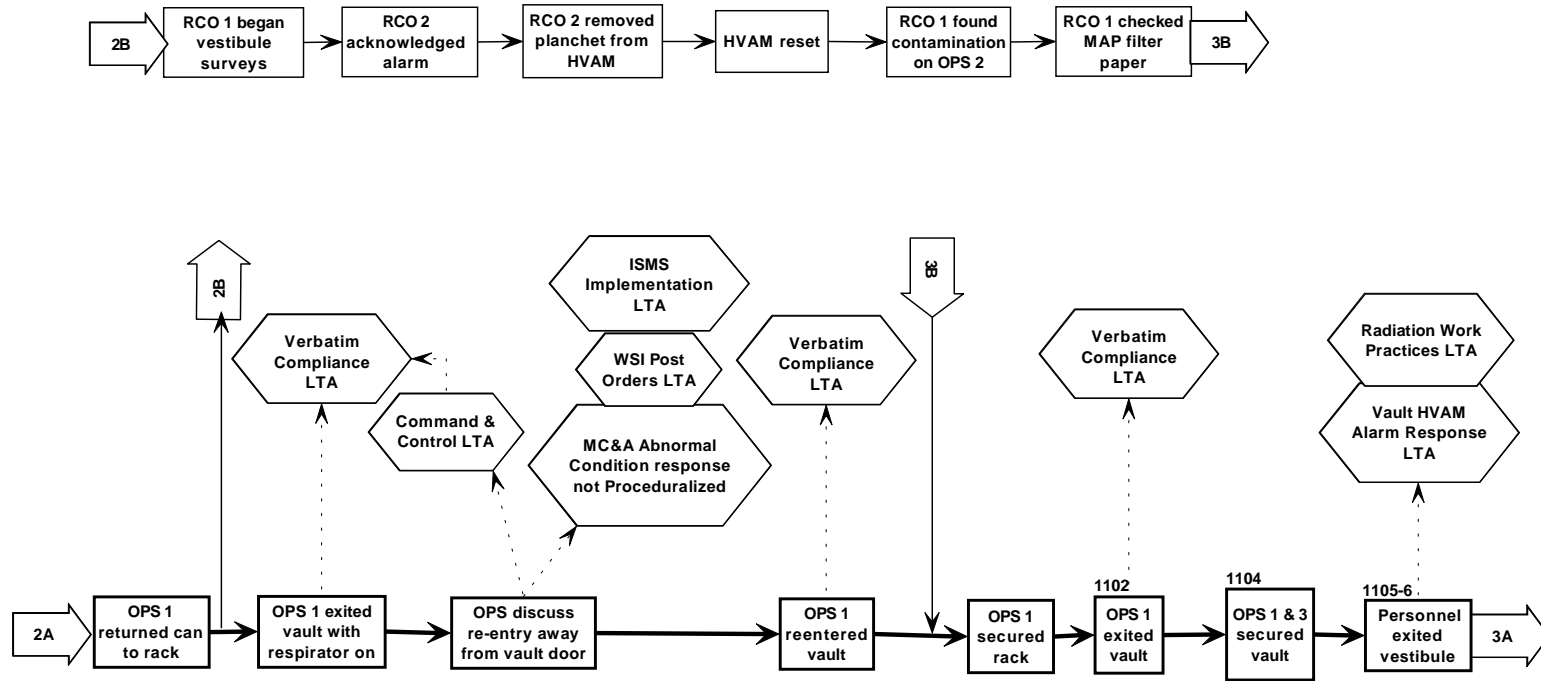 2B
RCO 1 began
vestibule
surveys
RCO 2
acknowledged
alarm
RCO 2 removed
planchet from
HVAM
HVAM reset
RCO 1 found
contamination
on OPS 2
RCO 1 checked
MAP filter
paper
3B
2B
Verbatim
Compliance
LTA
Command &
Control LTA
ISMS
Implementation
LTA
WSI Post
Orders LTA
MC&A Abnormal
Condition response
not Proceduralized
Verbatim
Compliance
LTA
3B
Verbatim
Compliance
LTA
Radiation Work
Practices LTA
Vault HVAM
Alarm Response
LTA
2A
OPS 1
returned can
to rack
OPS 1 exited
vault with
respirator on
OPS discuss
re-entry away
from vault door
OPS 1
reentered
vault
OPS 1
secured
rack
1102
OPS 1
exited
vault
1104
OPS 1 & 3
secured
vault
1105-6
Personnel
exited
vestibule
3A